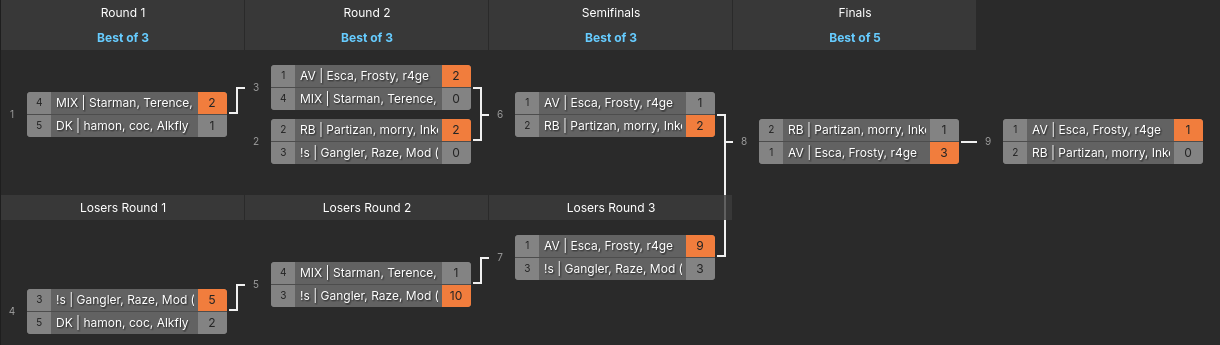 Round 1 Round 2 Semifinals Finals
Best of 3 Best of 3 Best of 3 Best of 5
1
4 MIX | Starman, Terence, 2
5 DK | hamon, coc, Alkfly 1
3
1 AV | Esca, Frosty, r4ge 2
4 MIX | Starman, Terence, 0
2
2 RB | Partizan, morry, Ink 2
3 !s | Gangler, Raze, Mod ( 0
6
1 AV | Esca, Frosty, r4ge 1
2 RB | Partizan, morry, Ink 2
8
2 RB | Partizan, morry, Ink 1
1 AV | Esca, Frosty, r4ge 3
9
1 AV | Esca, Frosty, r4ge 1
2 RB | Partizan, morry, Ink 0
Losers Round 1 Losers Round 2 Losers Round 3
4
3 !s | Gangler, Raze, Mod ( 5
5 DK | hamon, coc, Alkfly 2
5
4 MIX | Starman, Terence, 1
3 !s | Gangler, Raze, Mod ( 10
7
1 AV | Esca, Frosty, r4ge 9
3 !s | Gangler, Raze, Mod ( 3